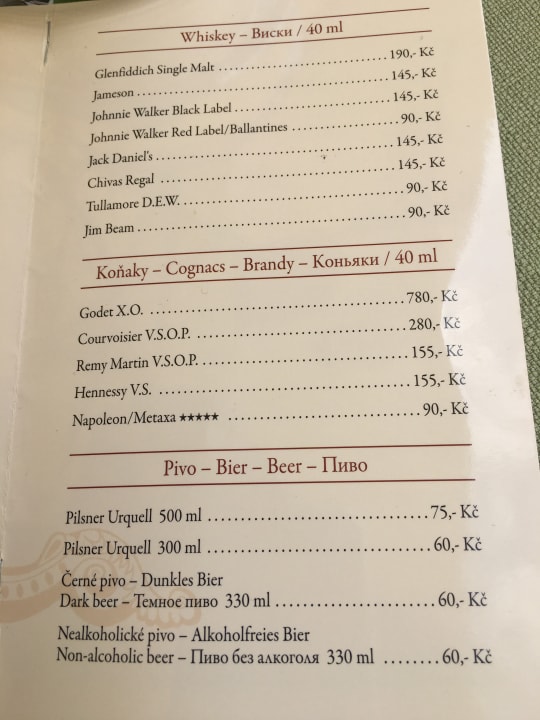 Whiskey – Виски / 40 ml
Glenfiddich Single Malt ........................................ 190,- Kč
Jameson ........................................ 145,- Kč
Johnnie Walker Black Label ........................................ 145,- Kč
Johnnie Walker Red Label/Ballantines ........................................ 90,- Kč
Jack Daniel's ........................................ 145,- Kč
Chivas Regal ........................................ 145,- Kč
Tullamore D.E.W. ........................................ 90,- Kč
Jim Beam ........................................ 90,- Kč
Koňaky – Cognacs – Brandy – Коньяки / 40 ml
Godet X.O. ........................................ 780,- Kč
Courvoisier V.S.O.P. ........................................ 280,- Kč
Remy Martin V.S.O.P. ........................................ 155,- Kč
Hennessy V.S. ........................................ 155,- Kč
Napoleon/Metaxa ★★★★★ ........................................ 90,- Kč
Pivo – Bier – Beer – Пиво
Pilsner Urquell 500 ml ........................................ 75,- Kč
Pilsner Urquell 300 ml ........................................ 60,- Kč
Černé pivo – Dunkles Bier
Dark beer – Темное пиво 330 ml ........................................ 60,- Kč
Nealkoholické pivo – Alkoholfreies Bier
Non-alcoholic beer – Пиво без алкоголя 330 ml ........ 60,- Kč